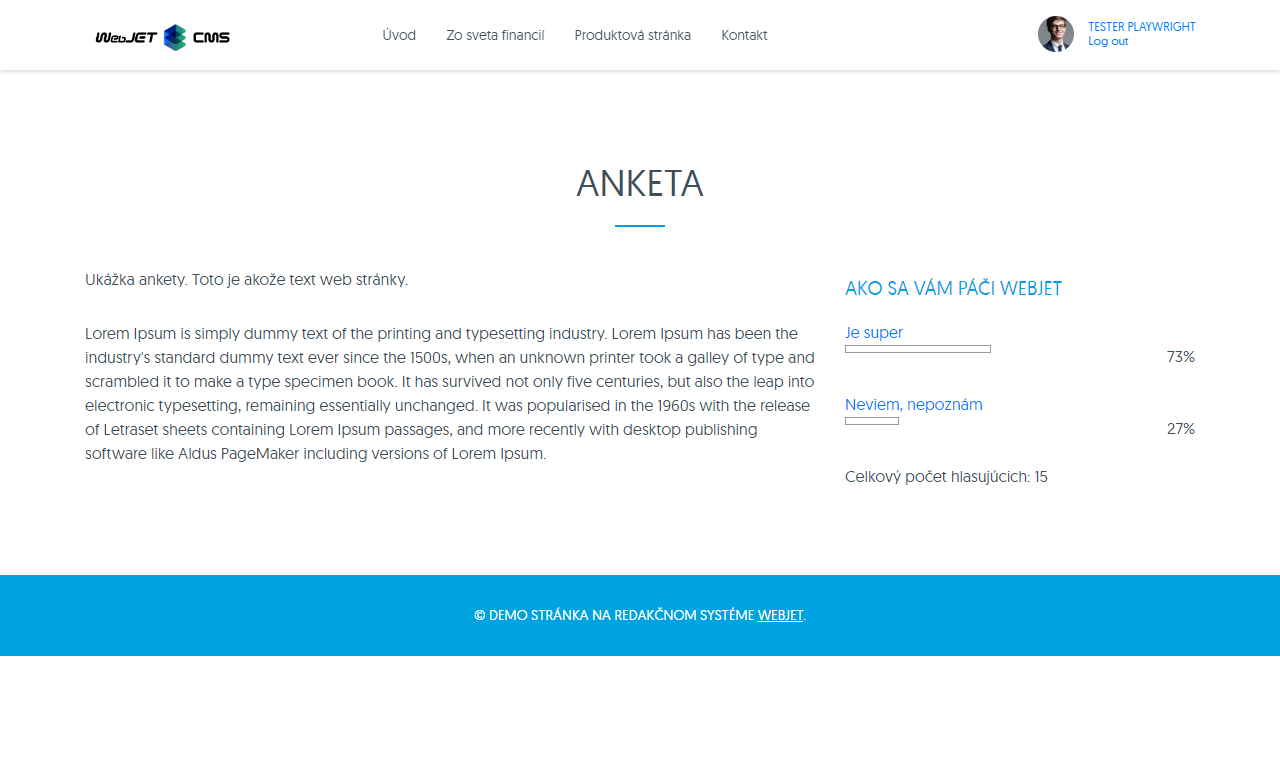 WebJET CMS
Úvod
Zo sveta financií
Produktová stránka
Kontakt
TESTER PLAYWRIGHT
Log out
ANKETA
Ukážka ankety. Toto je akože text web stránky.
Lorem Ipsum is simply dummy text of the printing and typesetting industry. Lorem Ipsum has been the
industry's standard dummy text ever since the 1500s, when an unknown printer took a galley of type and
scrambled it to make a type specimen book. It has survived not only five centuries, but also the leap into
electronic typesetting, remaining essentially unchanged. It was popularised in the 1960s with the release
of Letraset sheets containing Lorem Ipsum passages, and more recently with desktop publishing
software like Aldus PageMaker including versions of Lorem Ipsum.
AKO SA VÁM PÁČI WEBJET
Je super
73%
Neviem, nepoznám
27%
Celkový počet hlasujúcich: 15
© DEMO STRÁNKA NA REDAKČNOM SYSTÉME WEBJET.